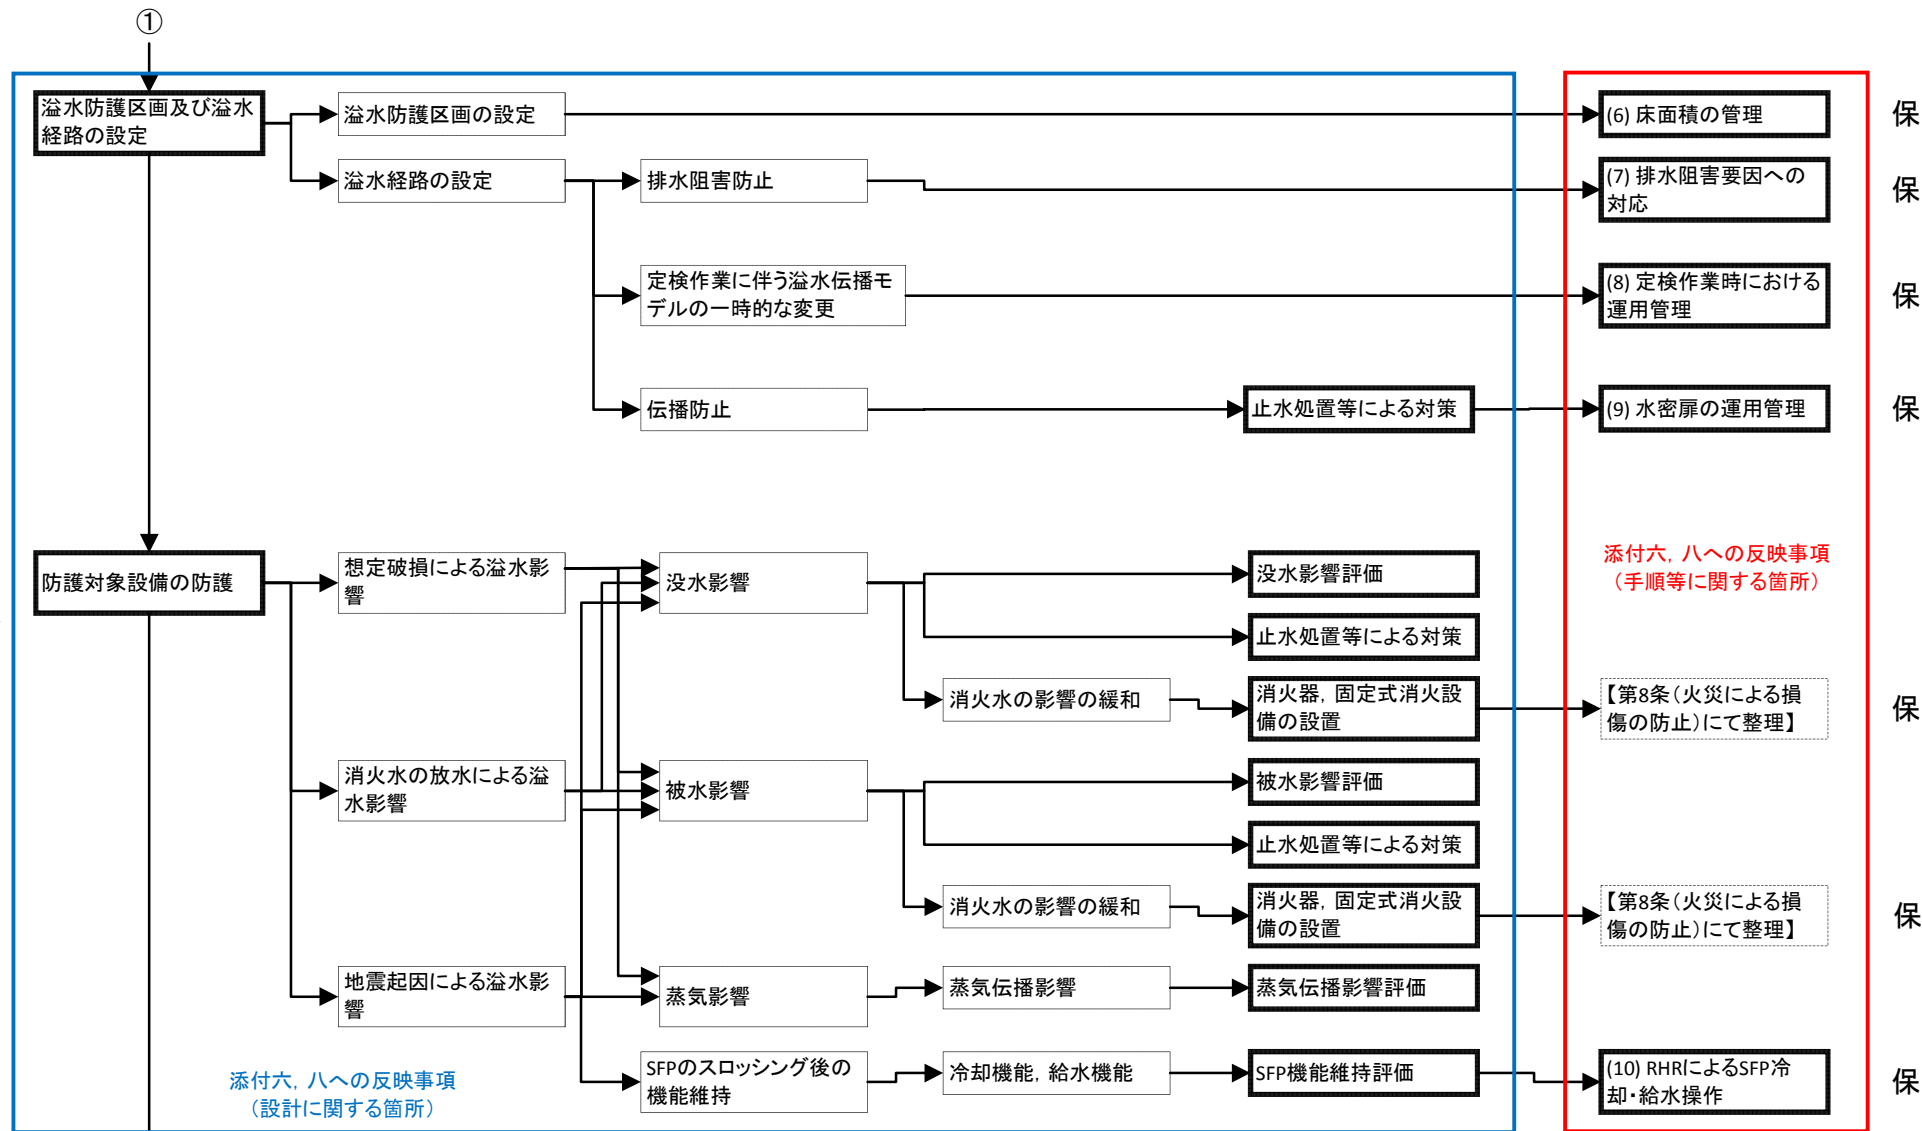 ①
溢水防護区画及び溢水
経路の設定
溢水防護区画の設定
(6) 床面積の管理
保
溢水経路の設定
排水阻害防止
(7) 排水阻害要因への
対応
保
定検作業に伴う溢水伝播モ
デルの一時的な変更
(8) 定検作業時における
運用管理
保
伝播防止
止水処置等による対策
(9) 水密扉の運用管理
保
防護対象設備の防護
想定破損による溢水影
響
没水影響
没水影響評価
添付六，八への反映事項
（手順等に関する箇所）
止水処置等による対策
消火水の影響の緩和
消火器，固定式消火設
備の設置
【第8条（火災による損
傷の防止）にて整理】
保
消火水の放水による溢
水影響
被水影響
被水影響評価
止水処置等による対策
消火水の影響の緩和
消火器，固定式消火設
備の設置
【第8条（火災による損
傷の防止）にて整理】
保
地震起因による溢水影
響
蒸気影響
蒸気伝播影響
蒸気伝播影響評価
SFPのスロッシング後の
機能維持
冷却機能，給水機能
SFP機能維持評価
(10) RHRによるSFP冷
却・給水操作
保
添付六，八への反映事項
（設計に関する箇所）